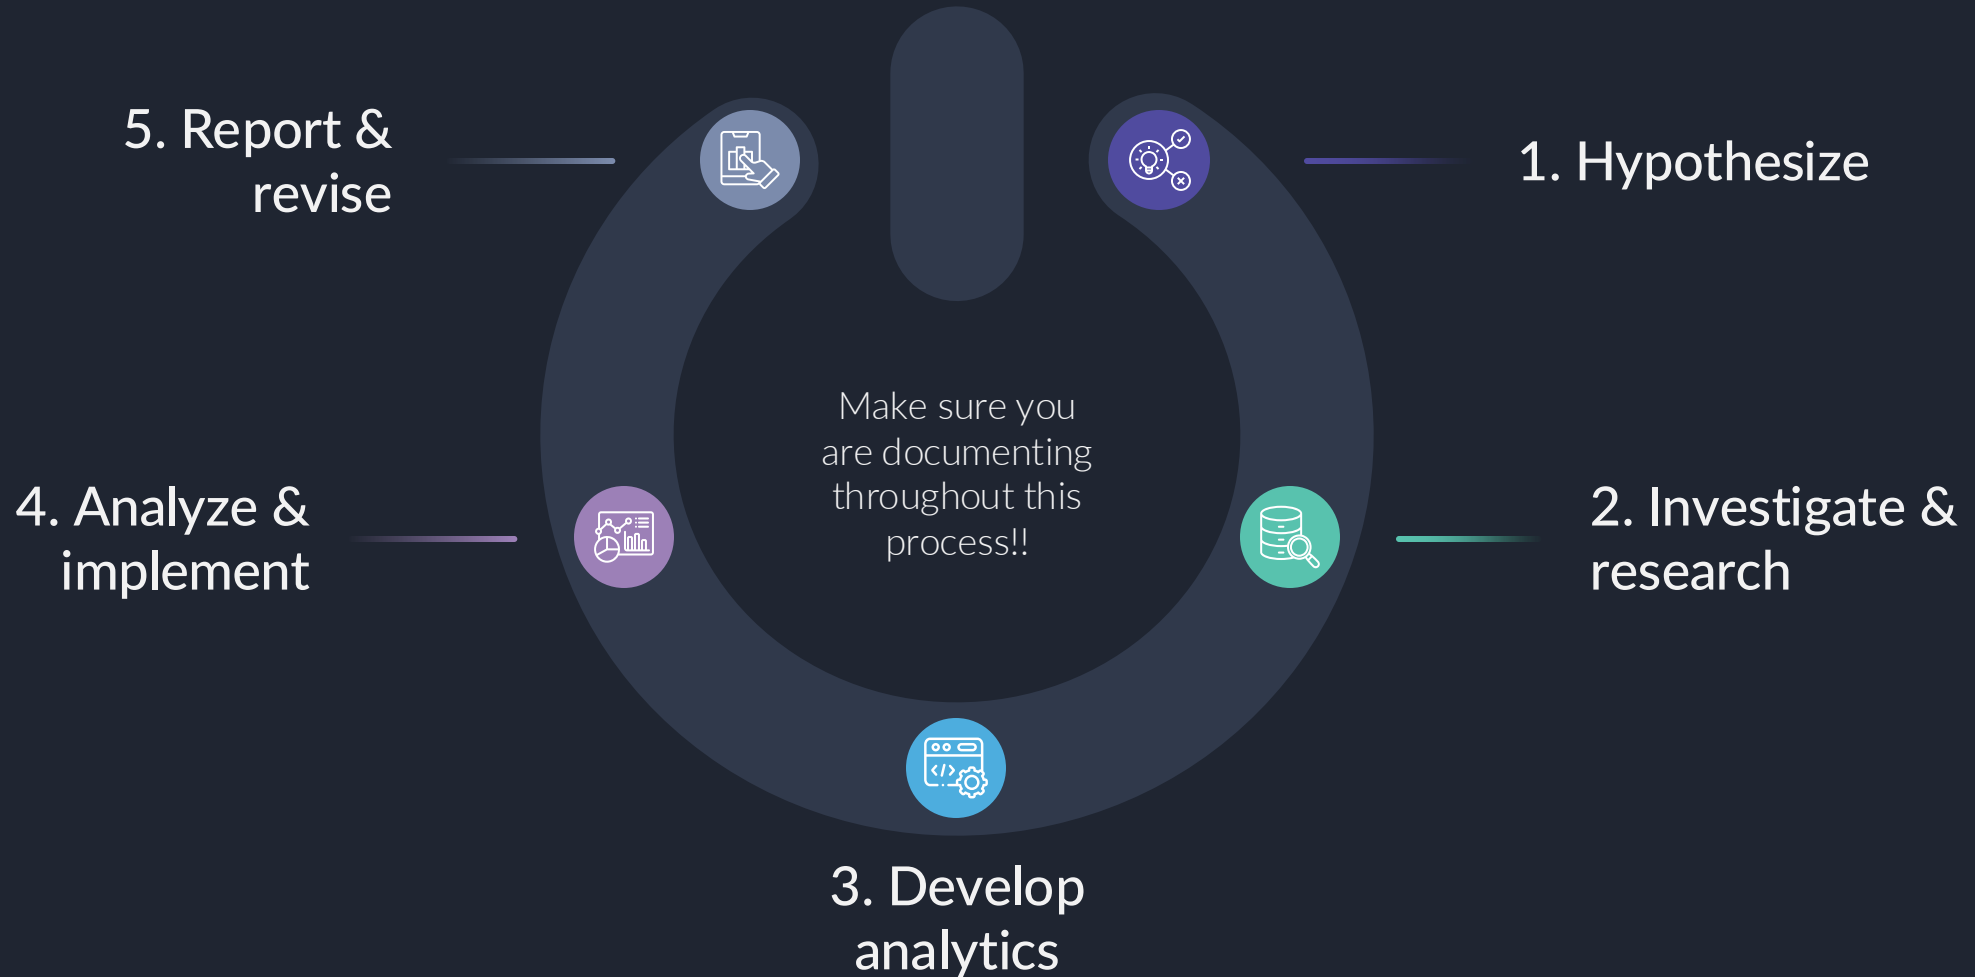 1. Hypothesize
2. Investigate &
research
3. Develop
analytics
4. Analyze &
implement
5. Report &
revise
Make sure you
are documenting
throughout this
process!!